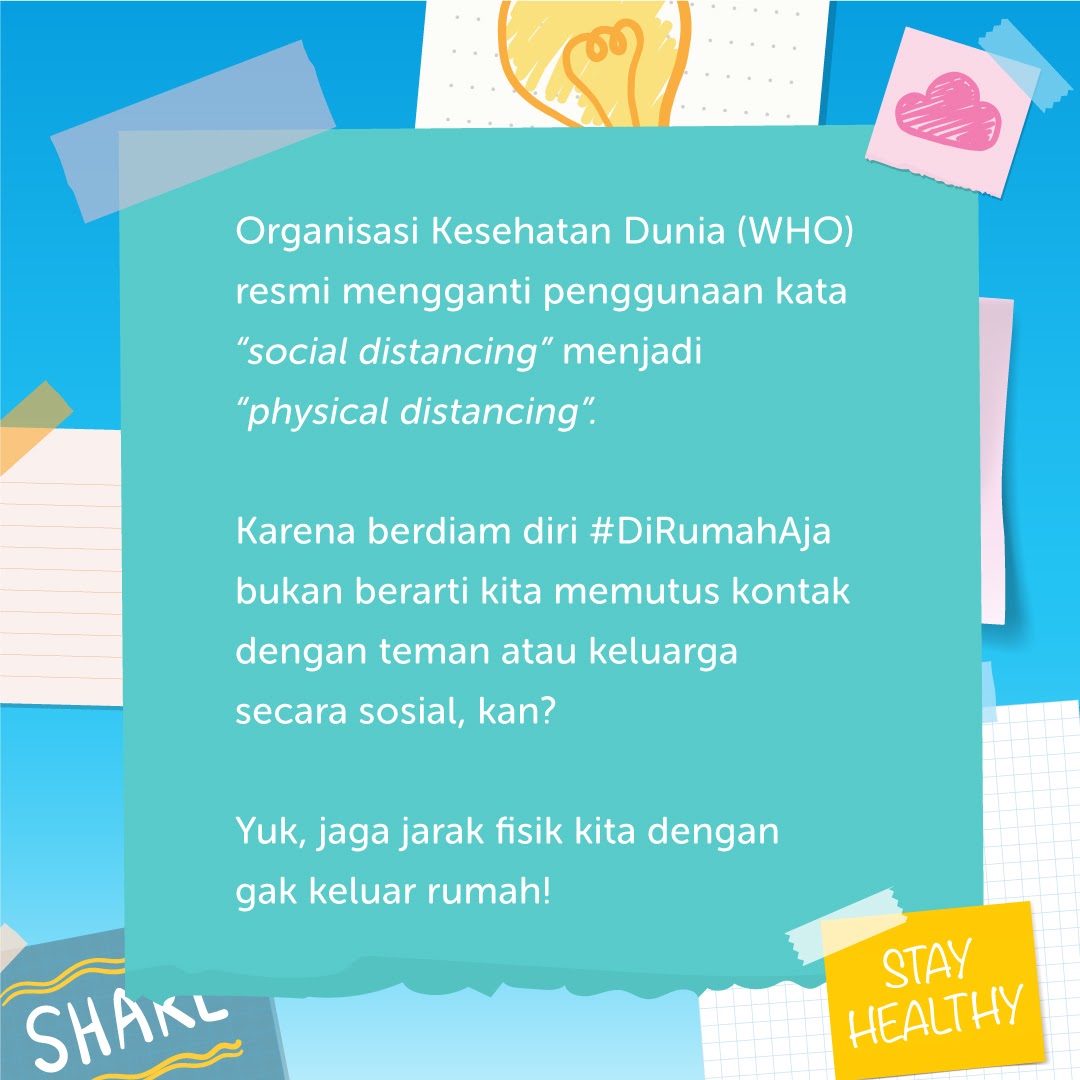 Organisasi Kesehatan Dunia (WHO)
resmi mengganti penggunaan kata
“social distancing” menjadi
“physical distancing”.
Karena berdiam diri #DiRumahAja
bukan berarti kita memutus kontak
dengan teman atau keluarga
secara sosial, kan?
Yuk, jaga jarak fisik kita dengan
gak keluar rumah!
SHARE
STAY
HEALTHY